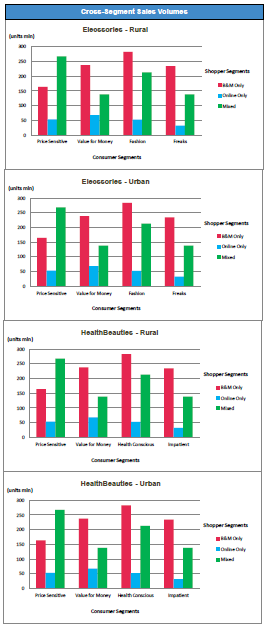 Cross-Segment Sales Volumes
Eleossories - Rural
(units mln)
300
250
200
150
100
50
0
Price Sensitive Value for Money Fashion Freaks
Consumer Segments
Shopper Segments
B&M Only
Online Only
Mixed
Eleossories - Urban
(units mln)
300
250
200
150
100
50
0
Price Sensitive Value for Money Fashion Freaks
Consumer Segments
Shopper Segments
B&M Only
Online Only
Mixed
HealthBeauties - Rural
(units mln)
300
250
200
150
100
50
0
Price Sensitive Value for Money Health Conscious Impatient
Consumer Segments
Shopper Segments
B&M Only
Online Only
Mixed
HealthBeauties - Urban
(units mln)
300
250
200
150
100
50
0
Price Sensitive Value for Money Health Conscious Impatient
Consumer Segments
Shopper Segments
B&M Only
Online Only
Mixed